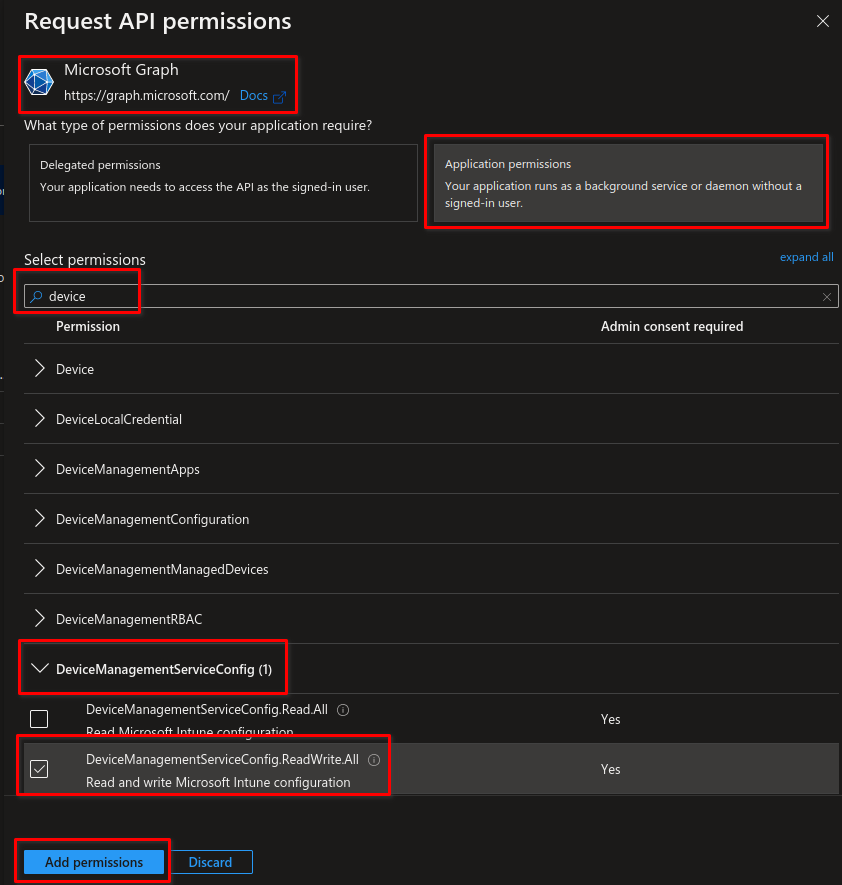 Request API permissions
Microsoft Graph
https://graph.microsoft.com/ Docs
What type of permissions does your application require?
Delegated permissions
Your application needs to access the API as the signed-in user.
Application permissions
Your application runs as a background service or daemon without a
signed-in user.
Select permissions
expand all
device
Permission
Admin consent required
Device
DeviceLocalCredential
DeviceManagementApps
DeviceManagementConfiguration
DeviceManagementManagedDevices
DeviceManagementRBAC
DeviceManagementServiceConfig (1)
DeviceManagementServiceConfig.Read.All
Read Microsoft Intune configuration
Yes
DeviceManagementServiceConfig.ReadWrite.All
Read and write Microsoft Intune configuration
Yes
Add permissions
Discard